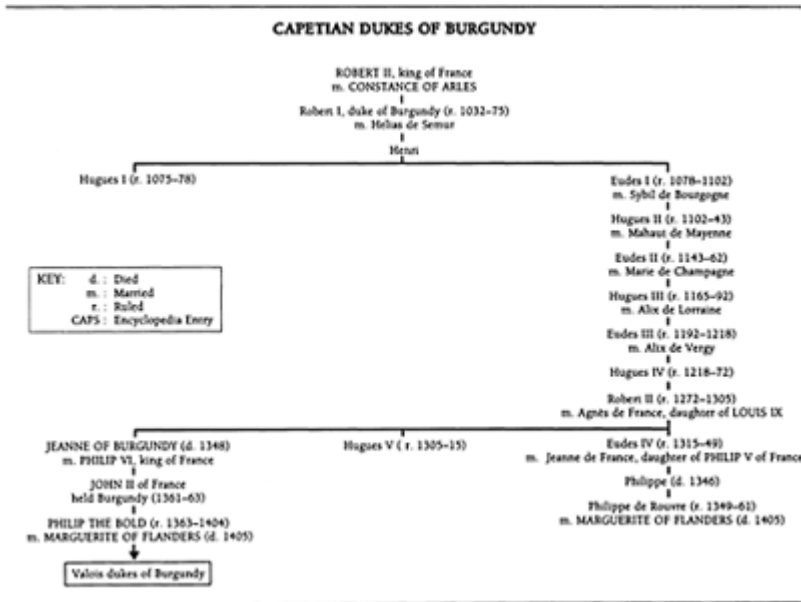 CAPETIAN DUKES OF BURGUNDY
ROBERT II, king of France
m. CONSTANCE OF ARLES
Robert I, duke of Burgundy (r. 1032–75)
m. Helias de Semur
Henri
Hugues I (r. 1075–78)
Eudes I (r. 1078–1102)
m. Sybil de Bourgogne
Hugues II (r. 1102–43)
m. Mahaut de Mayenne
Eudes II (r. 1143–62)
m. Marie de Champagne
Hugues III (r. 1165–92)
m. Alix de Lorraine
Eudes III (r. 1192–1218)
m. Alix de Vergy
Hugues IV (r. 1218–72)
Robert II (r. 1272–1305)
m. Agnès de France, daughter of LOUIS IX
KEY: d. : Died
m. : Married
r. : Ruled
CAPS : Encyclopedia Entry
JEANNE OF BURGUNDY (d. 1348)
m. PHILIP VI, king of France
JOHN II of France
held Burgundy (1361–63)
PHILIP THE BOLD (r. 1363–1404)
m. MARGUERITE OF FLANDERS (d. 1405)
Valois dukes of Burgundy
Hugues V ( r. 1305–15)
Eudes IV (r. 1315–49)
m. Jeanne de France, daughter of PHILIP V of France
Philippe (d. 1346)
Philippe de Rouvre (r. 1349–61)
m. MARGUERITE OF FLANDERS (d. 1405)